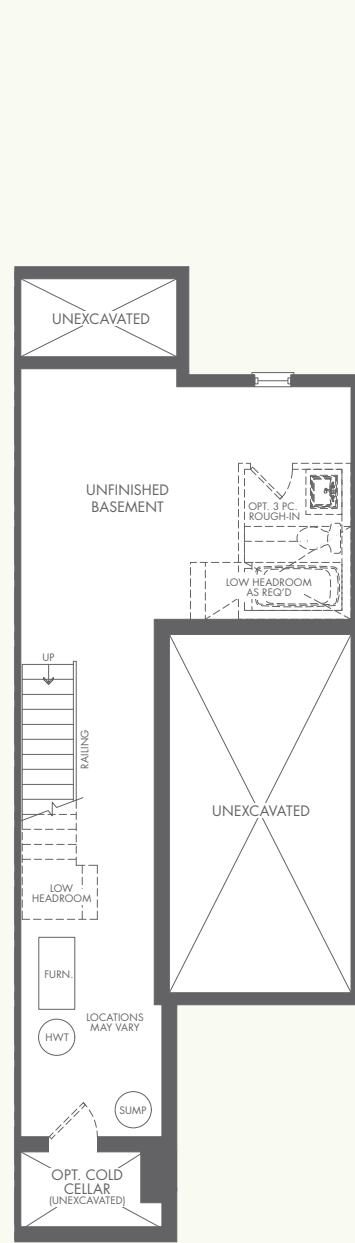 UNEXCAVATED
UNFINISHED
BASEMENT
OPT. 3 PC.
ROUGH-IN
LOW HEADROOM
AS REQ'D
UP
RAILING
UNEXCAVATED
LOW
HEADROOM
FURN.
LOCATIONS
MAY VARY
HWT
SUMP
OPT. COLD
CELLAR
(UNEXCAVATED)